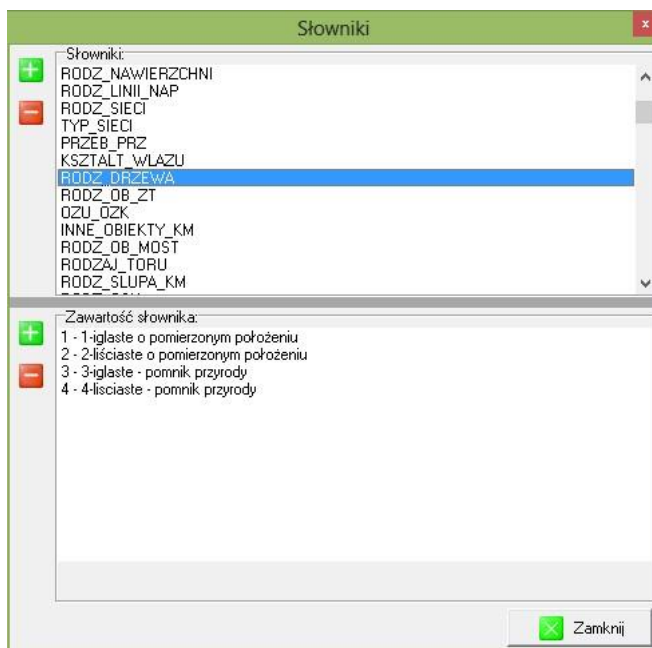 Słowniki
x
Słowniki:
RODZ_NAWIERZCHNI
RODZ_LINII_NAP
RODZ_SIECI
TYP_SIECI
PRZEB_PRZ
KSZTALT_WLAZU
RODZ_DRZEWA
RODZ_OB_ZT
OZU_OZK
INNE_OBIEKTY_KM
RODZ_OB_MOST
RODZAJ_TORU
RODZ_SLUPA_KM
Zawartość słownika:
1 - 1-iglaste o pomierzonym położeniu
2 - 2-liściaste o pomierzonym położeniu
3 - 3-iglaste - pomnik przyrody
4 - 4-lisciaste - pomnik przyrody
Zamknij